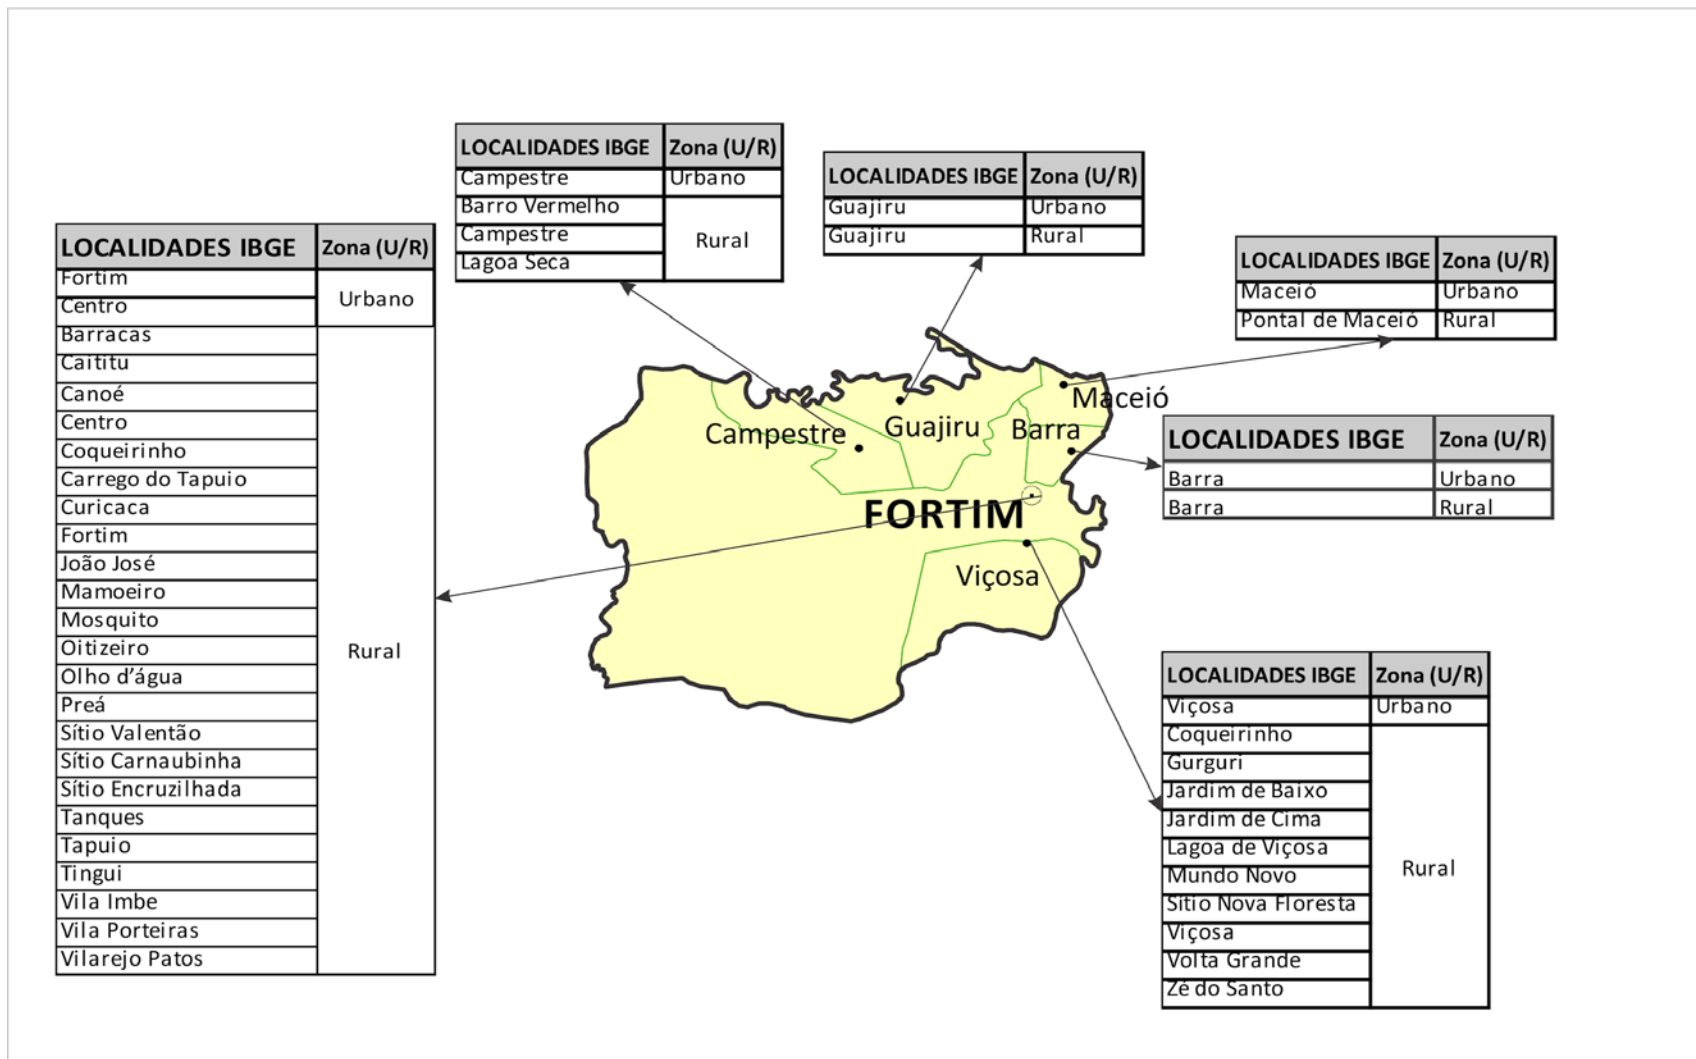 LOCALIDADES IBGE Zona (U/R)
Campestre Urbano
Barro Vermelho
Campestre
Lagoa Seca
Rural
LOCALIDADES IBGE Zona (U/R)
Guajiru Urbano
Guajiru Rural
LOCALIDADES IBGE Zona (U/R)
Maceió Urbano
Pontal de Maceió Rural
LOCALIDADES IBGE Zona (U/R)
Fortim
Centro
Urbano
Barracas
Caititu
Canoé
Centro
Coqueirinho
Carrego do Tapuio
Curicaca
Fortim
João José
Mamoeiro
Mosquito
Oitizeiro
Olho d’água
Preá
Sítio Valentão
Sítio Carnaubinha
Sítio Encruzilhada
Tanques
Tapuio
Tingui
Vila Imbe
Vila Porteiras
Vilarejo Patos
Rural
Maceió
Campestre
Guajiru
Barra
FORTIM
Viçosa
LOCALIDADES IBGE Zona (U/R)
Barra Urbano
Barra Rural
LOCALIDADES IBGE Zona (U/R)
Viçosa Urbano
Coqueirinho
Gurguri
Jardim de Baixo
Jardim de Cima
Lagoa de Viçosa
Mundo Novo
Sítio Nova Floresta
Viçosa
Volta Grande
Zé do Santo
Rural